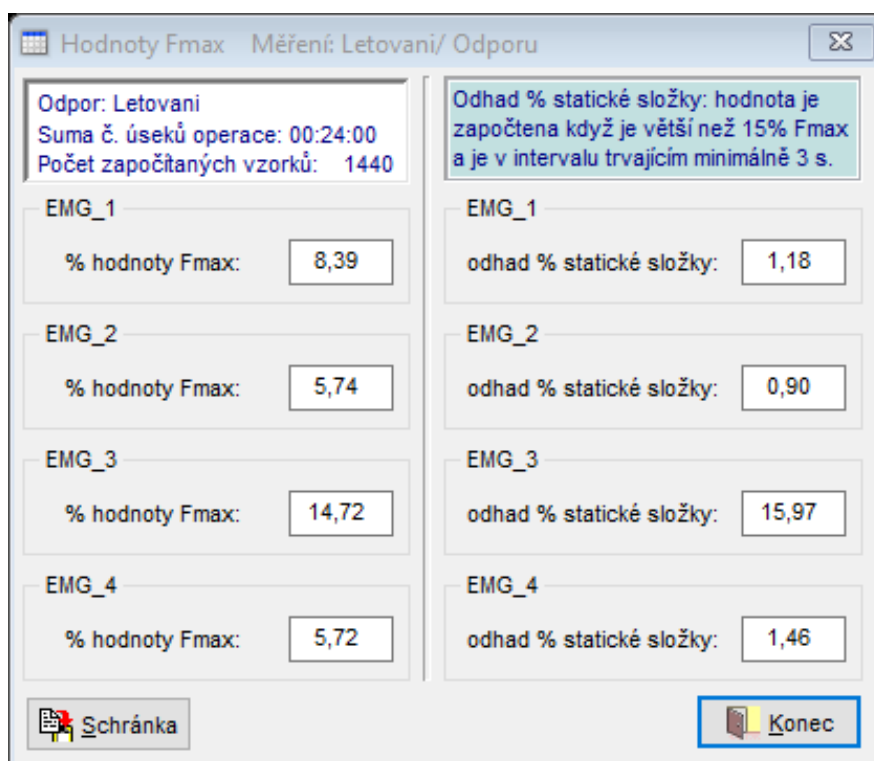 Hodnoty Fmax Měření: Letovani/ Odporu
Odpor: Letovani
Suma č. úseků operace: 00:24:00
Počet započítaných vzorků: 1440
Odhad % statické složky: hodnota je
započtena když je větší než 15% Fmax
a je v intervalu trvajícím minimálně 3 s.
EMG_1
% hodnoty Fmax: 8,39
EMG_1
odhad % statické složky: 1,18
EMG_2
% hodnoty Fmax: 5,74
EMG_2
odhad % statické složky: 0,90
EMG_3
% hodnoty Fmax: 14,72
EMG_3
odhad % statické složky: 15,97
EMG_4
% hodnoty Fmax: 5,72
EMG_4
odhad % statické složky: 1,46
Schránka
Konec